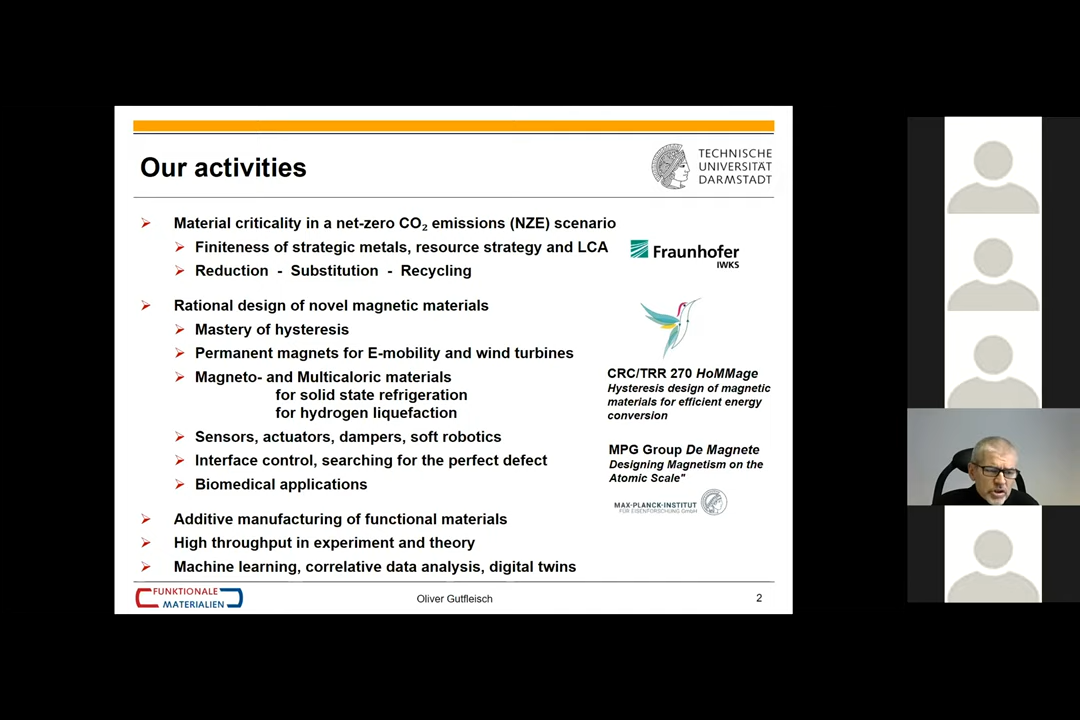 Our activities
TECHNISCHE
UNIVERSITÄT
DARMSTADT
➢ Material criticality in a net-zero CO₂ emissions (NZE) scenario
➢ Finiteness of strategic metals, resource strategy and LCA
➢ Reduction - Substitution - Recycling
Fraunhofer
IWKS
➢ Rational design of novel magnetic materials
➢ Mastery of hysteresis
➢ Permanent magnets for E-mobility and wind turbines
➢ Magneto- and Multicaloric materials
for solid state refrigeration
for hydrogen liquefaction
➢ Sensors, actuators, dampers, soft robotics
➢ Interface control, searching for the perfect defect
➢ Biomedical applications
CRC/TRR 270 HoMMage
Hysteresis design of magnetic
materials for efficient energy
conversion
MPG Group De Magnete
Designing Magnetism on the
Atomic Scale"
MAX-PLANCK-INSTITUT
FÜR EISENFORSCHUNG GmbH
➢ Additive manufacturing of functional materials
➢ High throughput in experiment and theory
➢ Machine learning, correlative data analysis, digital twins
FUNKTIONALE
MATERIALIEN
Oliver Gutfleisch
2